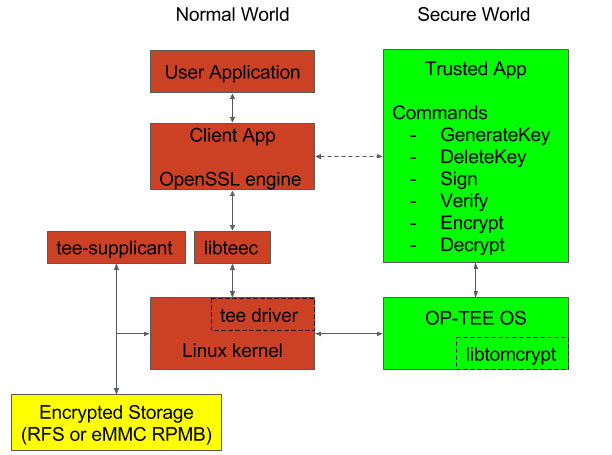 Normal World
Secure World
User Application
Client App
OpenSSL engine
Trusted App
Commands
- GenerateKey
- DeleteKey
- Sign
- Verify
- Encrypt
- Decrypt
tee-supplicant
libteec
tee driver
Linux kernel
OP-TEE OS
libtomcrypt
Encrypted Storage
(RFS or eMMC RPMB)